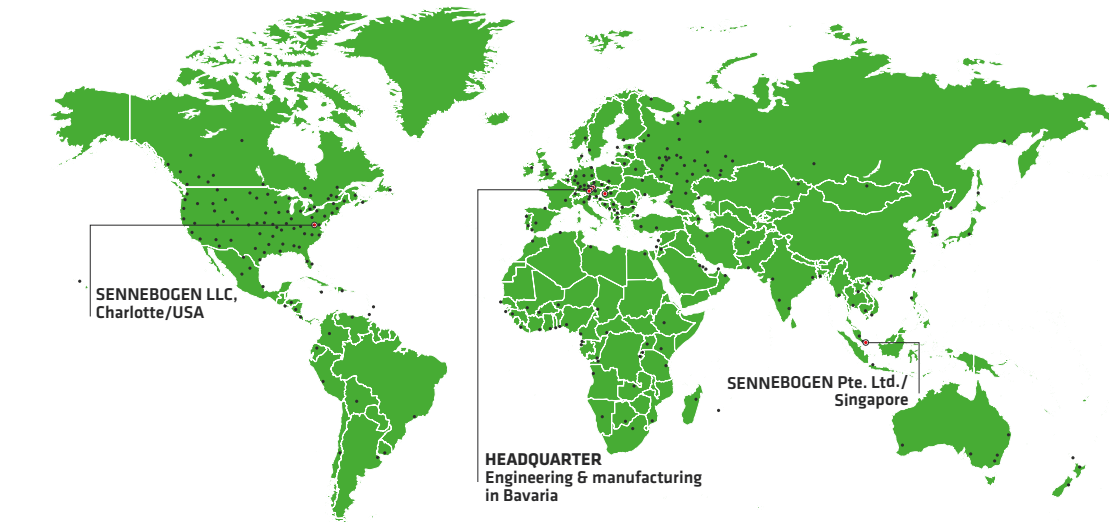 SENNEBOGEN LLC,
Charlotte/USA
HEADQUARTER
Engineering & manufacturing
in Bavaria
SENNEBOGEN Pte. Ltd./
Singapore